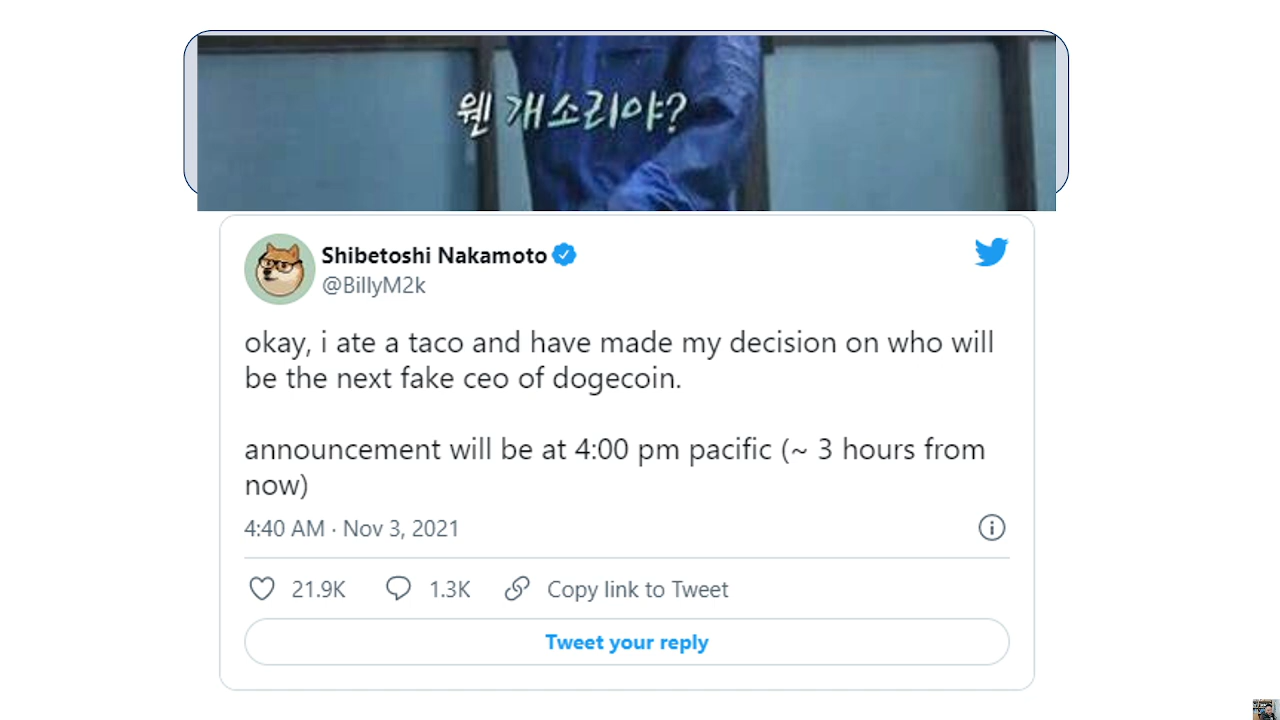 웬 개소리야?
Shibetoshi Nakamoto
@BillyM2k
okay, i ate a taco and have made my decision on who will
be the next fake ceo of dogecoin.
announcement will be at 4:00 pm pacific (~ 3 hours from
now)
4:40 AM · Nov 3, 2021
21.9K 1.3K Copy link to Tweet
Tweet your reply